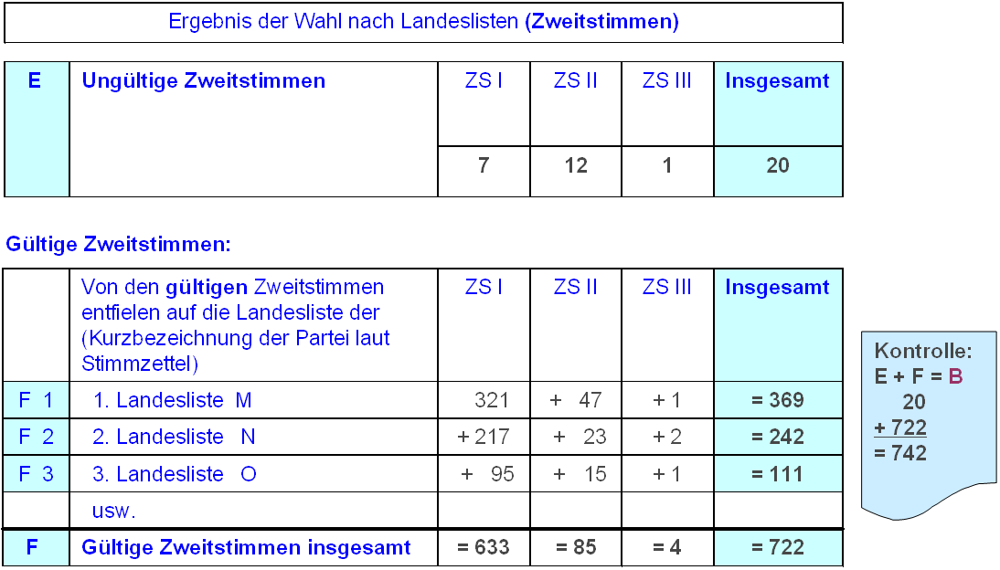 Ergebnis der Wahl nach Landeslisten (Zweitstimmen)
E Ungültige Zweitstimmen ZS I ZS II ZS III Insgesamt
7 12 1 20
Gültige Zweitstimmen:
Von den gültigen Zweitstimmen ZS I ZS II ZS III Insgesamt
entfielen auf die Landesliste der
(Kurzbezeichnung der Partei laut
Stimmzettel)
F 1 1. Landesliste M 321 + 47 + 1 = 369
F 2 2. Landesliste N + 217 + 23 + 2 = 242
F 3 3. Landesliste O + 95 + 15 + 1 = 111
usw.
F Gültige Zweitstimmen insgesamt = 633 = 85 = 4 = 722
Kontrolle:
E + F = B
20
+ 722
= 742